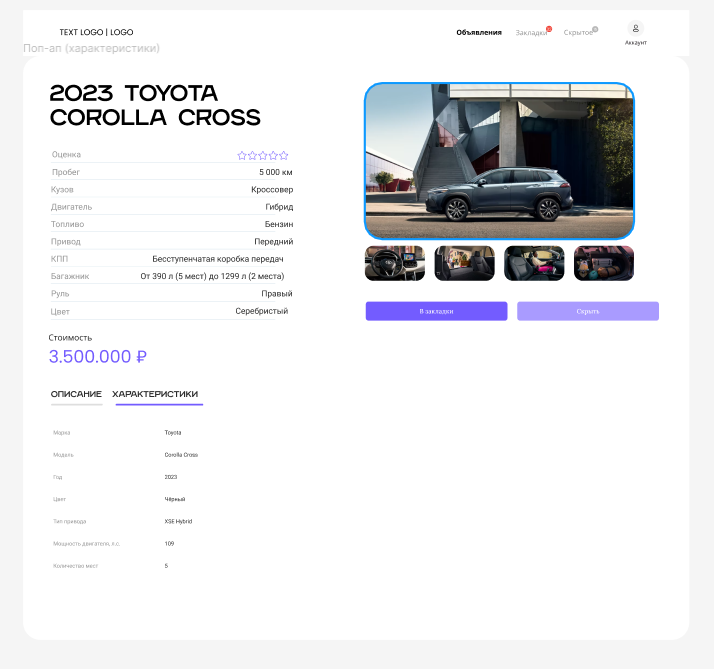 TEXT LOGO | LOGO
Объявления
Закладки
Скрытое
Аккаунт
Поп-ап (характеристики)
2023 TOYOTA
COROLLA CROSS
Оценка
Пробег 5 000 км
Кузов Кроссовер
Двигатель Гибрид
Топливо Бензин
Привод Передний
КПП Бесступенчатая коробка передач
Багажник От 390 л (5 мест) до 1299 л (2 места)
Руль Правый
Цвет Серебристый
Стоимость
3.500.000 ₽
В закладки
Скрыть
ОПИСАНИЕ ХАРАКТЕРИСТИКИ
Марка Toyota
Модель Corolla Cross
Год 2023
Цвет Чёрный
Тип привода XSE Hybrid
Мощность двигателя, л.с. 109
Количество мест 5